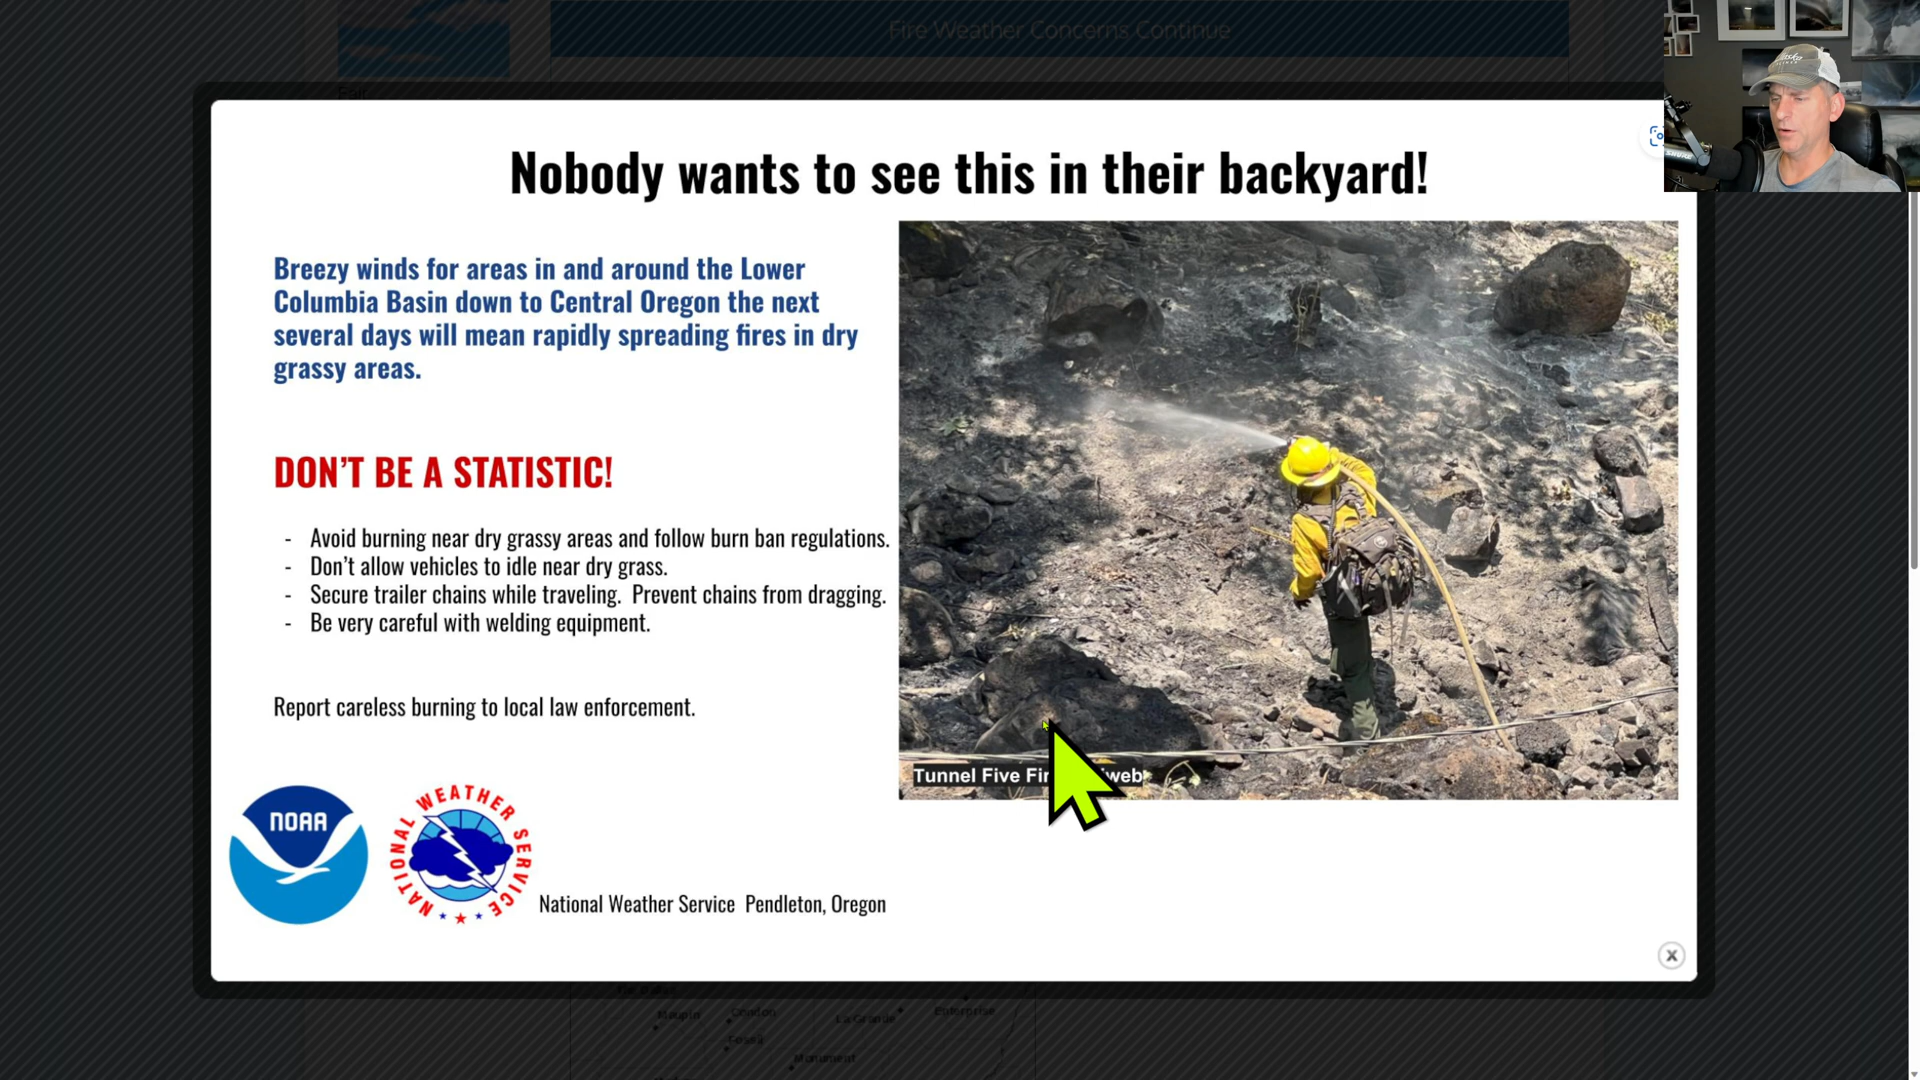 Fire Weather Concerns Continue
Fair
Nobody wants to see this in their backyard!
Breezy winds for areas in and around the Lower
Columbia Basin down to Central Oregon the next
several days will mean rapidly spreading fires in dry
grassy areas.
DON'T BE A STATISTIC!
- Avoid burning near dry grassy areas and follow burn ban regulations.
- Don't allow vehicles to idle near dry grass.
- Secure trailer chains while traveling.  Prevent chains from dragging.
- Be very careful with welding equipment.
Report careless burning to local law enforcement.
Tunnel Five
NOAA
NATIONAL WEATHER SERVICE
National Weather Service  Pendleton, Oregon
X
Maupin
Condon
La Grande
Enterprise
Fossil
Monument
SHURE